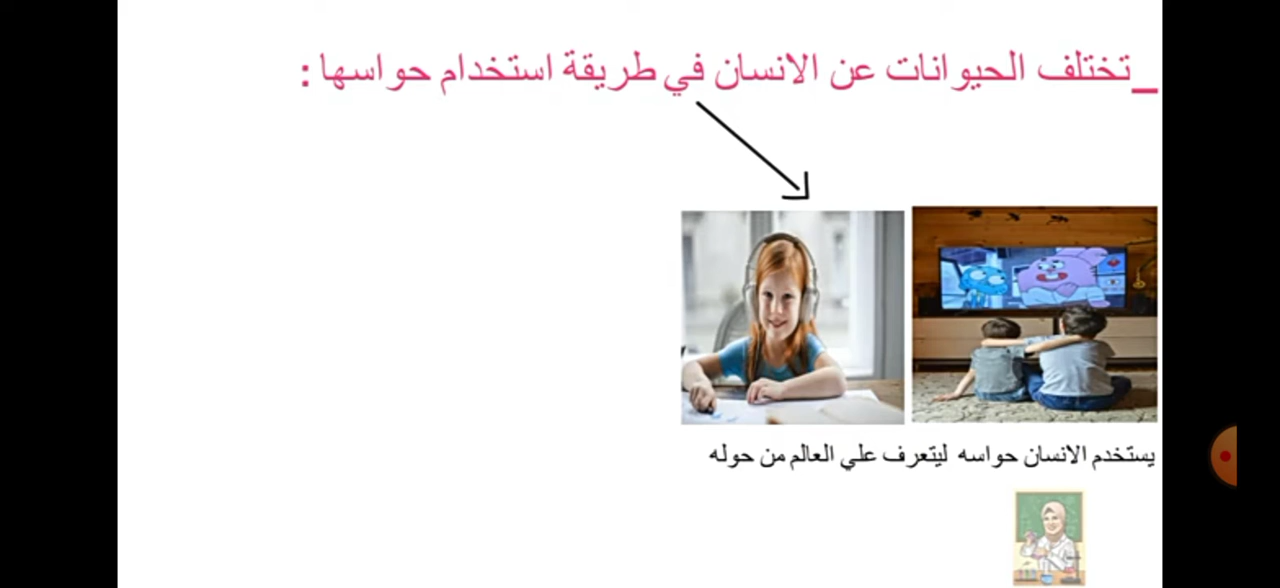 _تختلف الحيوانات عن الانسان في طريقة استخدام حواسها :
يستخدم الانسان حواسه ليتعرف علي العالم من حوله